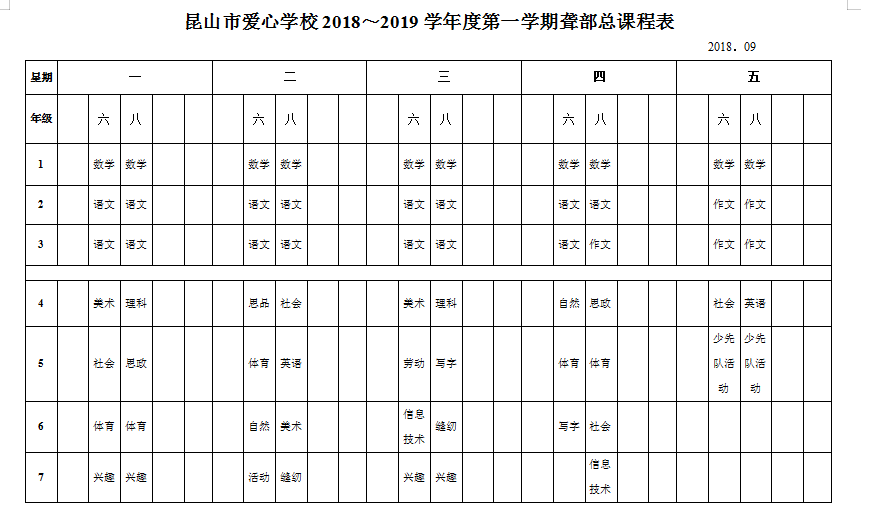 昆山市爱心学校2018～2019学年度第一学期聋部总课程表
2018．09
星期 一 二 三 四 五
年级 六 八 六 八 六 八 六 八 六 八
1 数学 数学 数学 数学 数学 数学 数学 数学 数学 数学
2 语文 语文 语文 语文 语文 语文 语文 语文 作文 作文
3 语文 语文 语文 语文 语文 语文 语文 作文 作文 作文
4 美术 理科 思品 社会 美术 理科 自然 思政 社会 英语
5 社会 思政 体育 英语 劳动 写字 体育 体育 少先队活动 少先队活动
6 体育 体育 自然 美术 信息技术 缝纫 写字 社会
7 兴趣 兴趣 活动 缝纫 兴趣 兴趣 信息技术